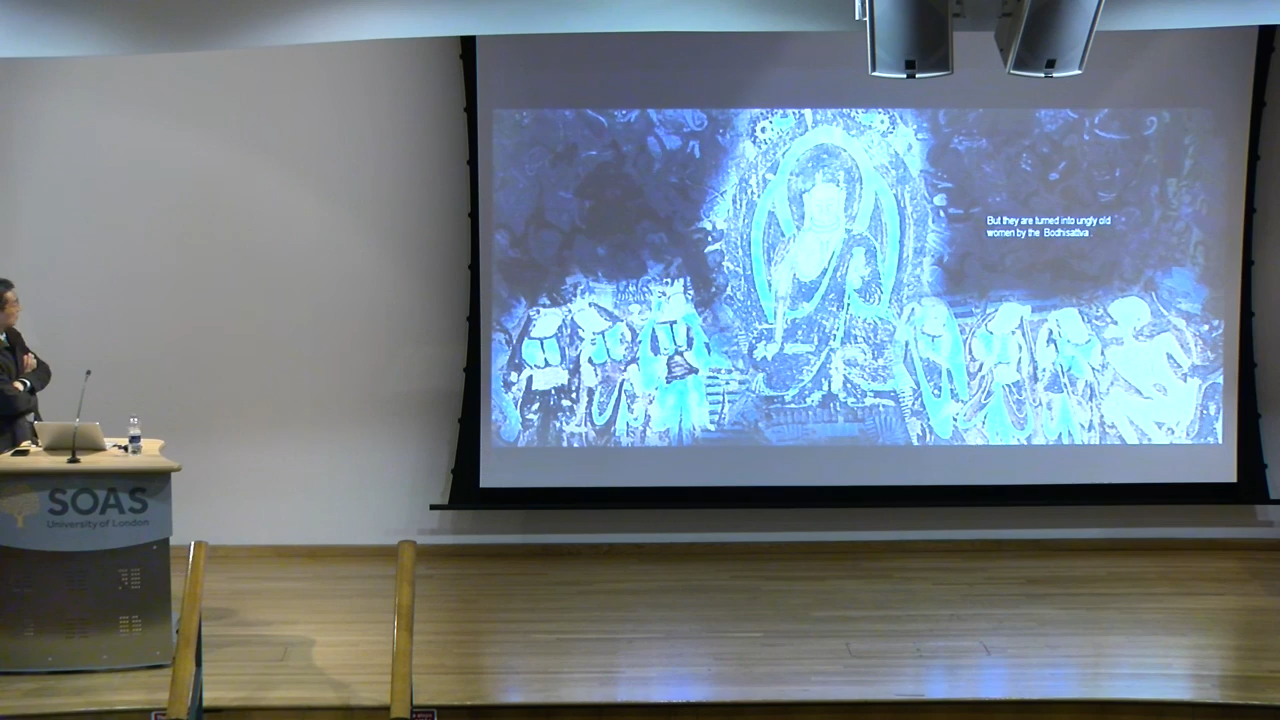 But they are turned into ungly old
women by the Bodhisattva .
SOAS
University of London